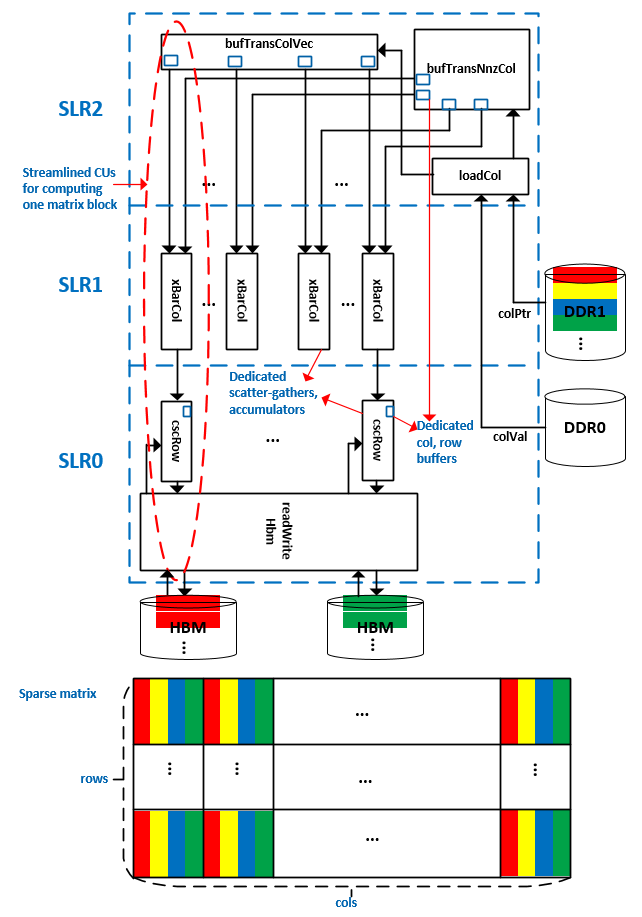 bufTransColVec
bufTransNnzCol
SLR2
loadCol
Streamlined CUs
for computing
one matrix block
...
...
SLR1
xBarCol
...
xBarCol
xBarCol
...
xBarCol
colPtr
DDR1
...
Dedicated
scatter-gathers,
accumulators
cscRow
...
cscRow
Dedicated
col, row
buffers
colVal
DDR0
SLR0
readWrite
Hbm
HBM
...
HBM
...
Sparse matrix
...
rows
...
...
...
...
...
cols